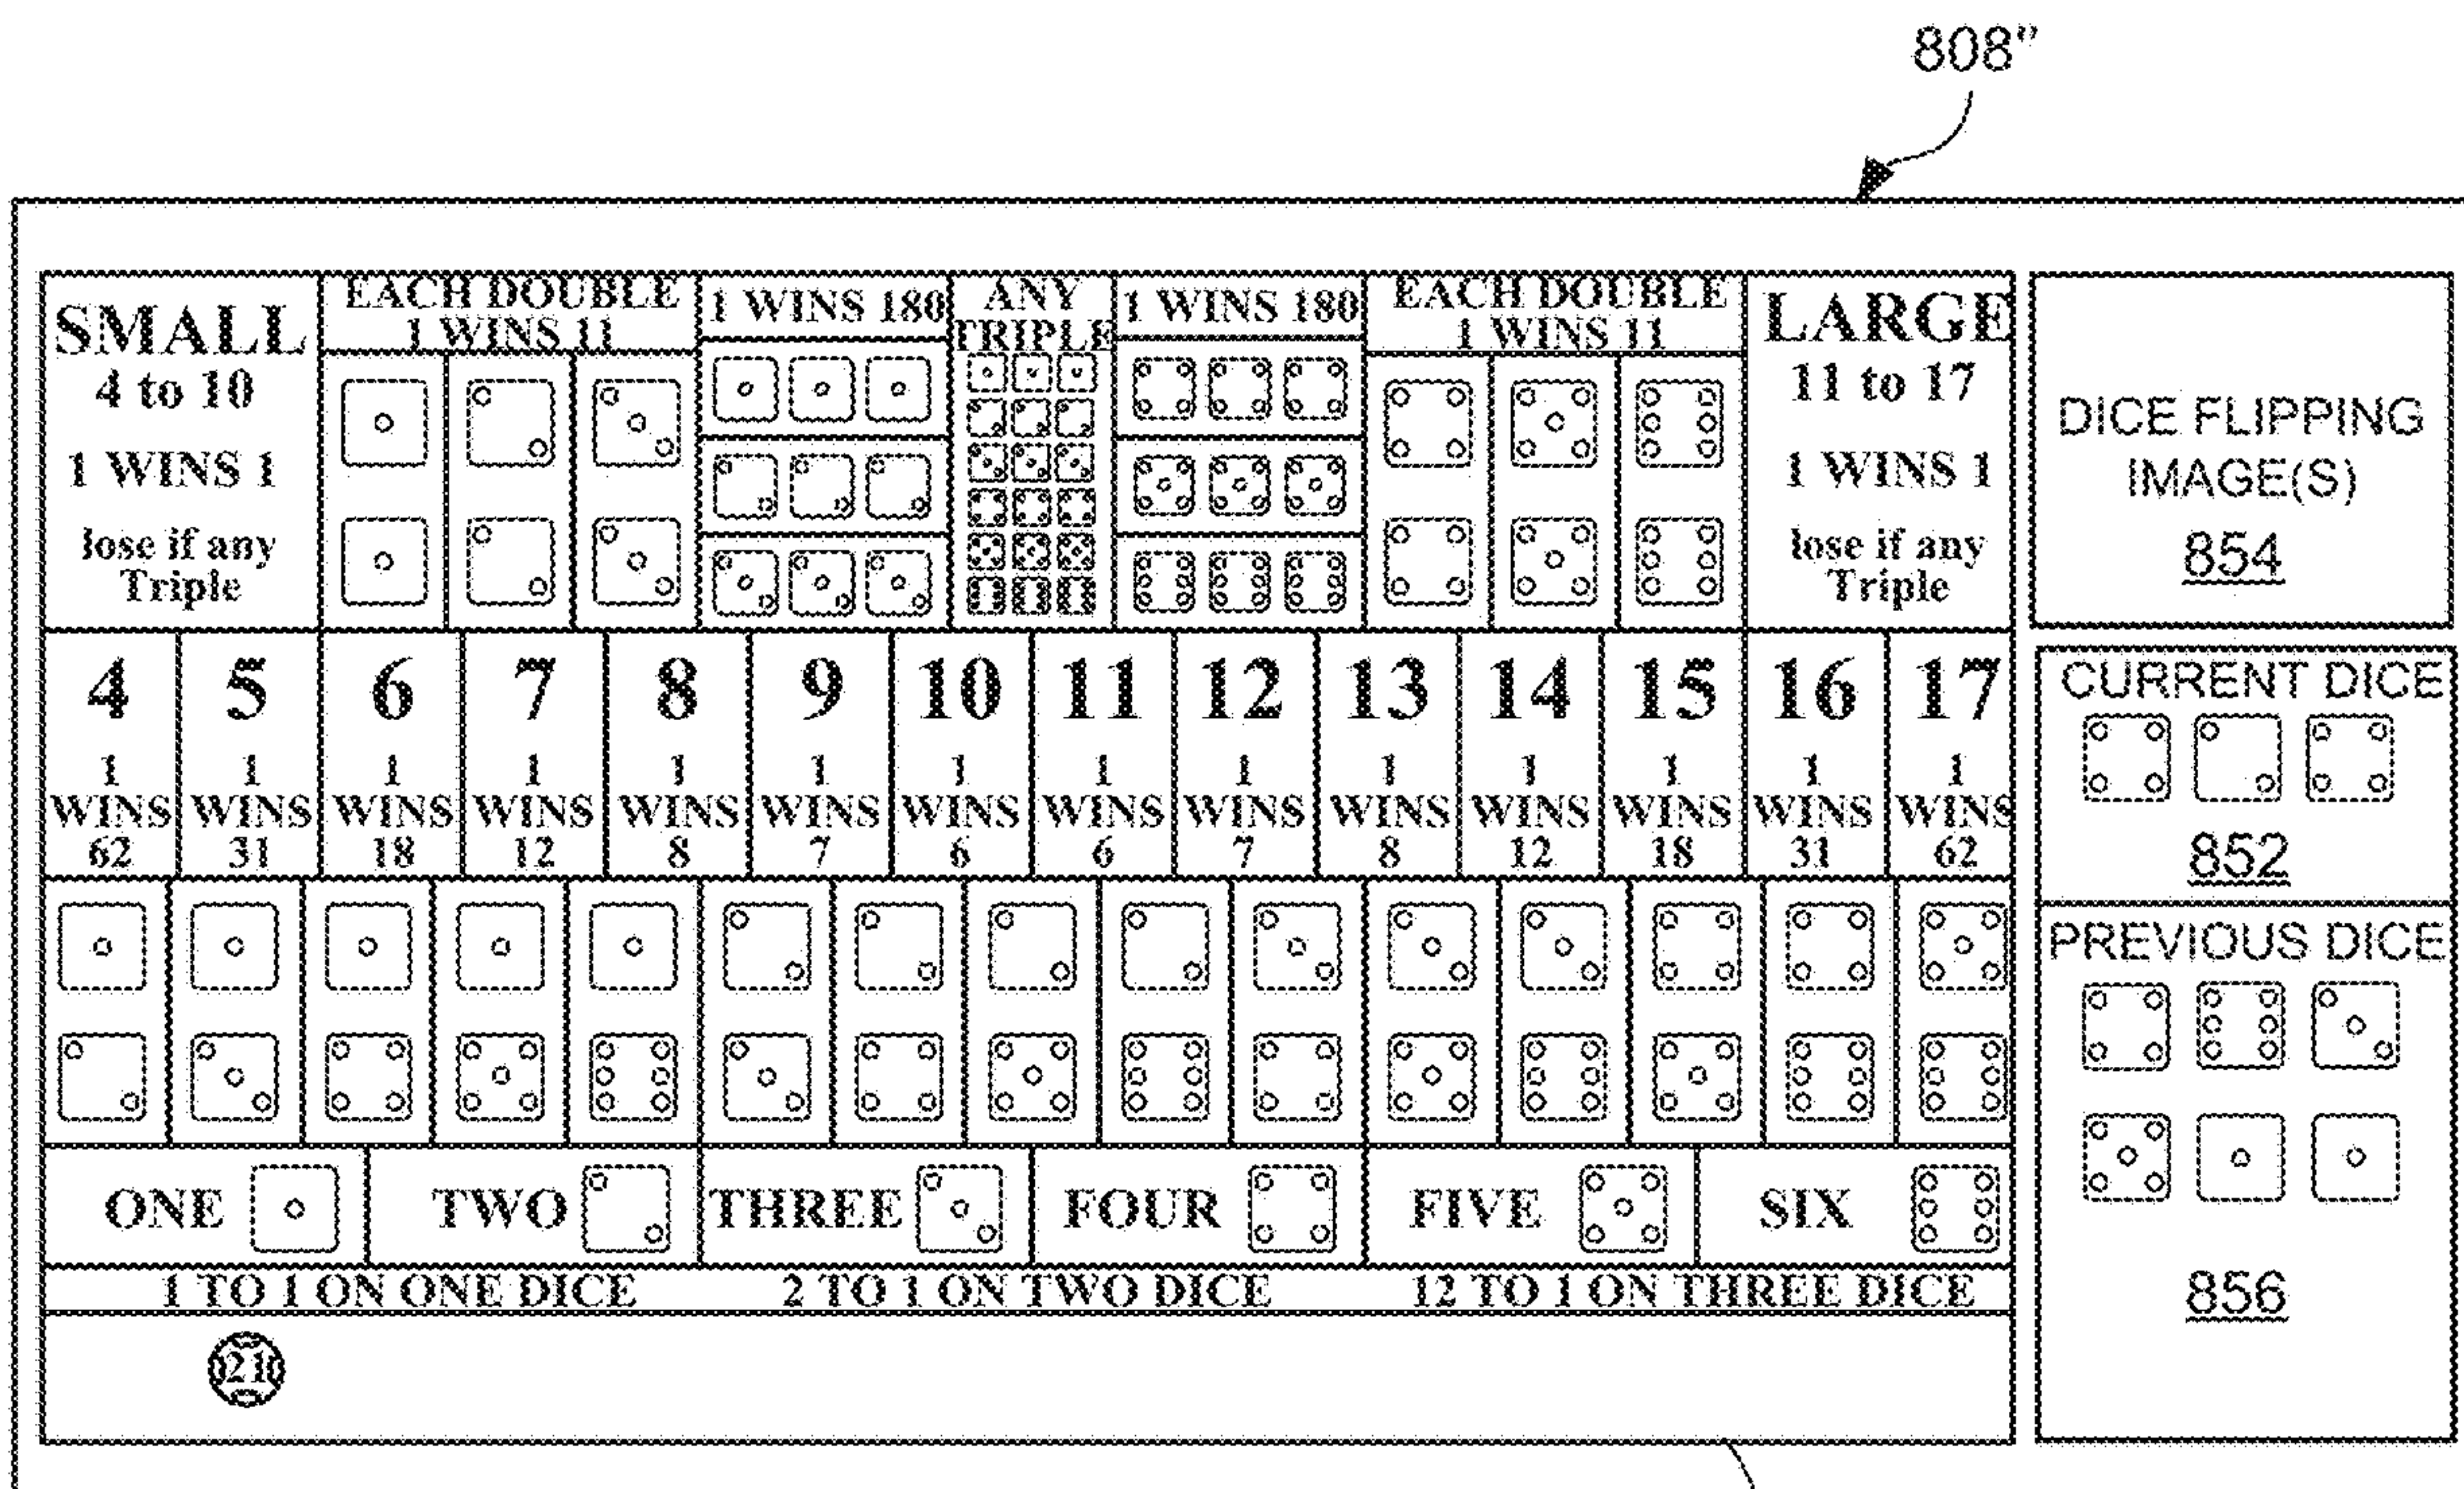 808"
SMALL
4 to 10
1 WINS 1
lose if any
Triple
EACH DOUBLE
1 WINS 11
1 WINS 180
ANY
TRIPLE
1 WINS 180
EACH DOUBLE
1 WINS 11
LARGE
11 to 17
1 WINS 1
lose if any
Triple
DICE FLIPPING
IMAGE(S)
854
4 5 6 7 8 9 10 11 12 13 14 15 16 17
1 1 1 1 1 1 1 1 1 1 1 1 1 1
WINS WINS WINS WINS WINS WINS WINS WINS WINS WINS WINS WINS WINS WINS
62 31 18 12 8 7 6 6 7 8 12 18 31 62
CURRENT DICE
852
PREVIOUS DICE
856
ONE TWO THREE FOUR FIVE SIX
1 TO 1 ON ONE DICE 2 TO 1 ON TWO DICE 12 TO 1 ON THREE DICE
21